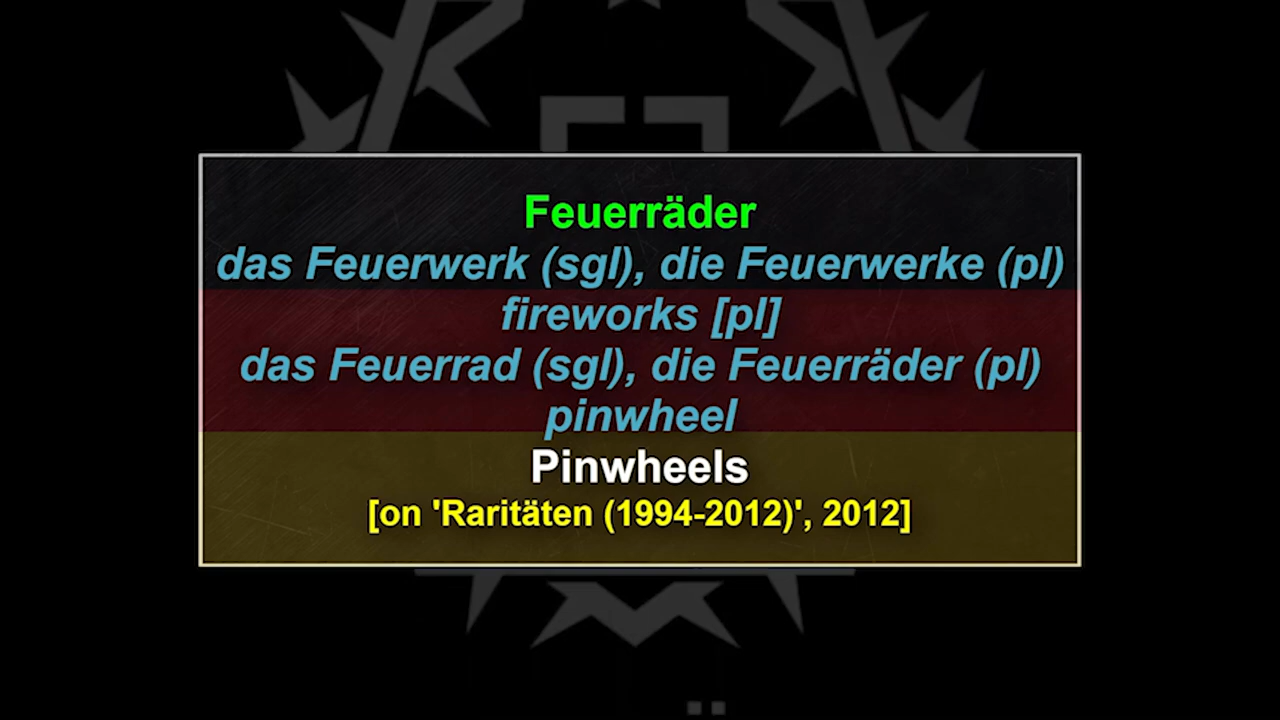 Feuerräder
das Feuerwerk (sgl), die Feuerwerke (pl)
fireworks [pl]
das Feuerrad (sgl), die Feuerräder (pl)
pinwheel
Pinwheels
[on 'Raritäten (1994-2012)', 2012]